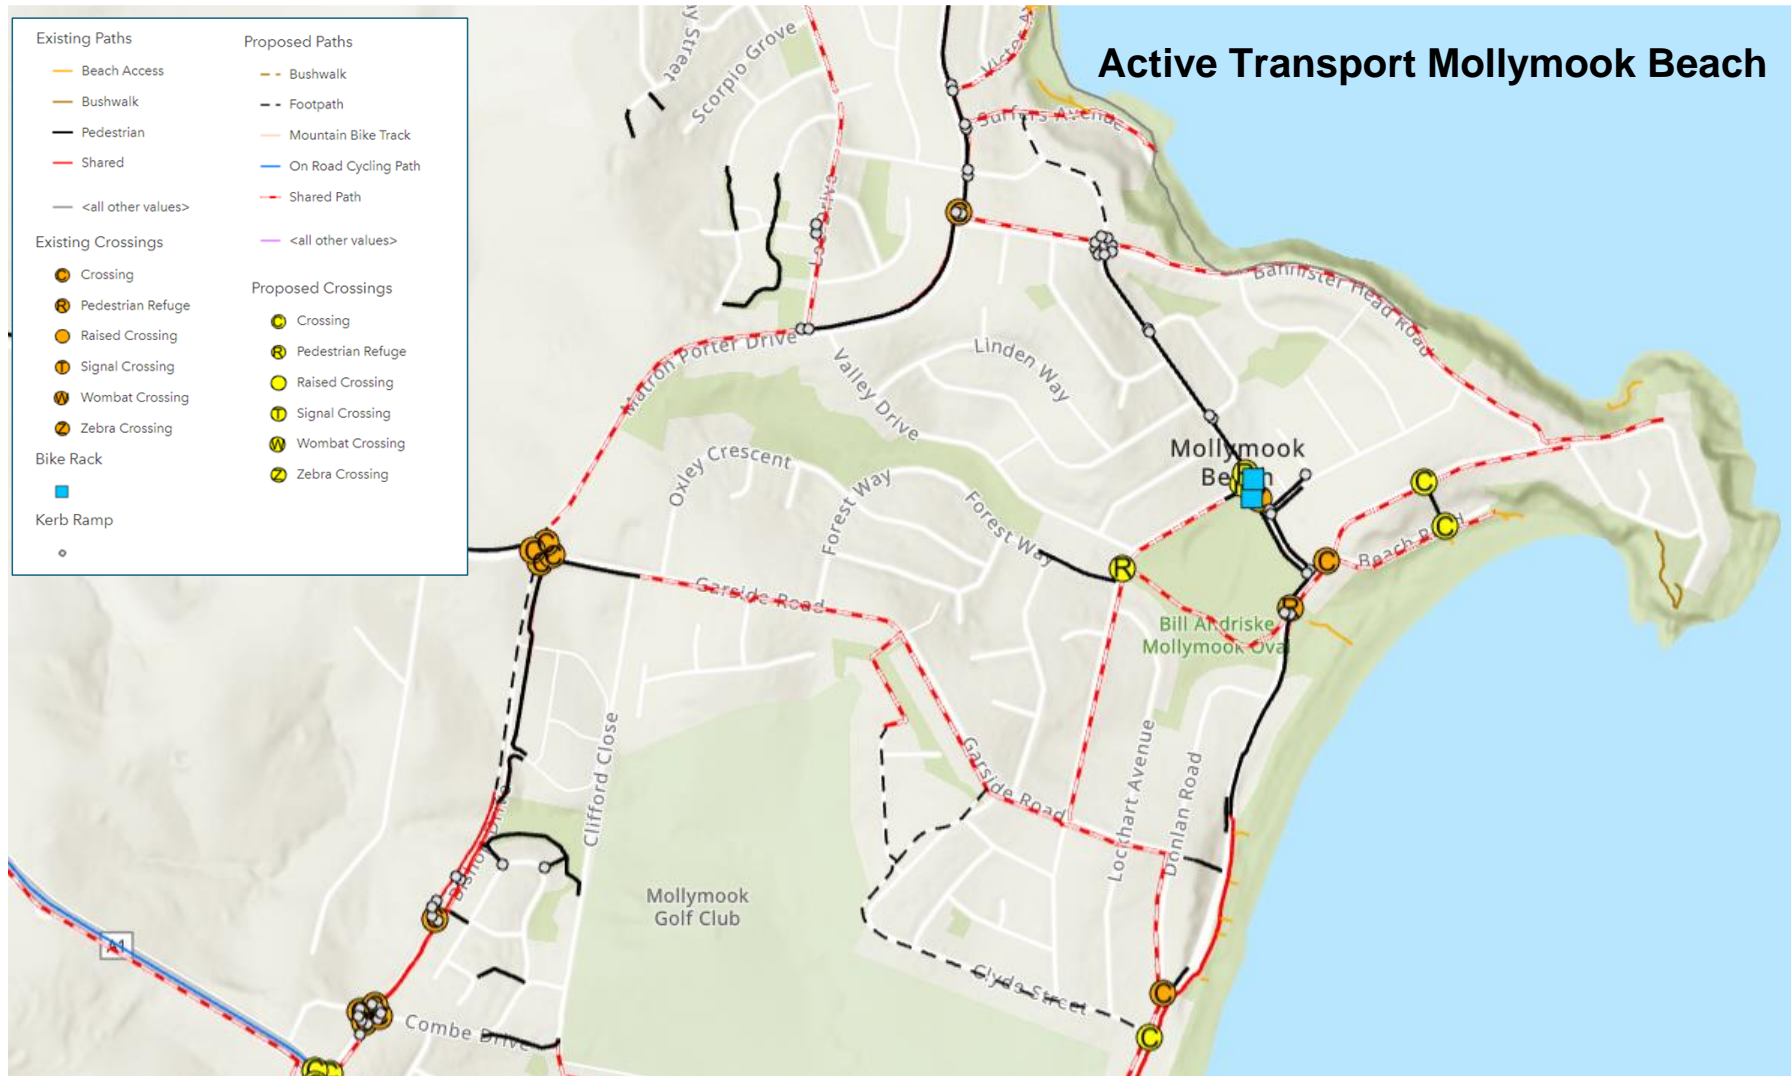 Active Transport Mollymook Beach
Existing Paths
Beach Access
Bushwalk
Pedestrian
Shared
<all other values>
Existing Crossings
Crossing
Pedestrian Refuge
Raised Crossing
Signal Crossing
Wombat Crossing
Zebra Crossing
Bike Rack
Kerb Ramp
Proposed Paths
Bushwalk
Footpath
Mountain Bike Track
On Road Cycling Path
Shared Path
<all other values>
Proposed Crossings
Crossing
Pedestrian Refuge
Raised Crossing
Signal Crossing
Wombat Crossing
Zebra Crossing
Scorpio Grove
Surfers Avenue
Bannister Head Road
Matron Porter Drive
Valley Drive
Linden Way
Oxley Crescent
Forest Way
Forest Way
Mollymook
Beach
R
C
C
C
R
Beach Road
Garside Road
Bill Andriske
Mollymook Oval
Clifford Close
Garside Road
Lockhart Avenue
Donlan Road
Mollymook
Golf Club
A1
Clyde Street
C
C
Combe Drive
C